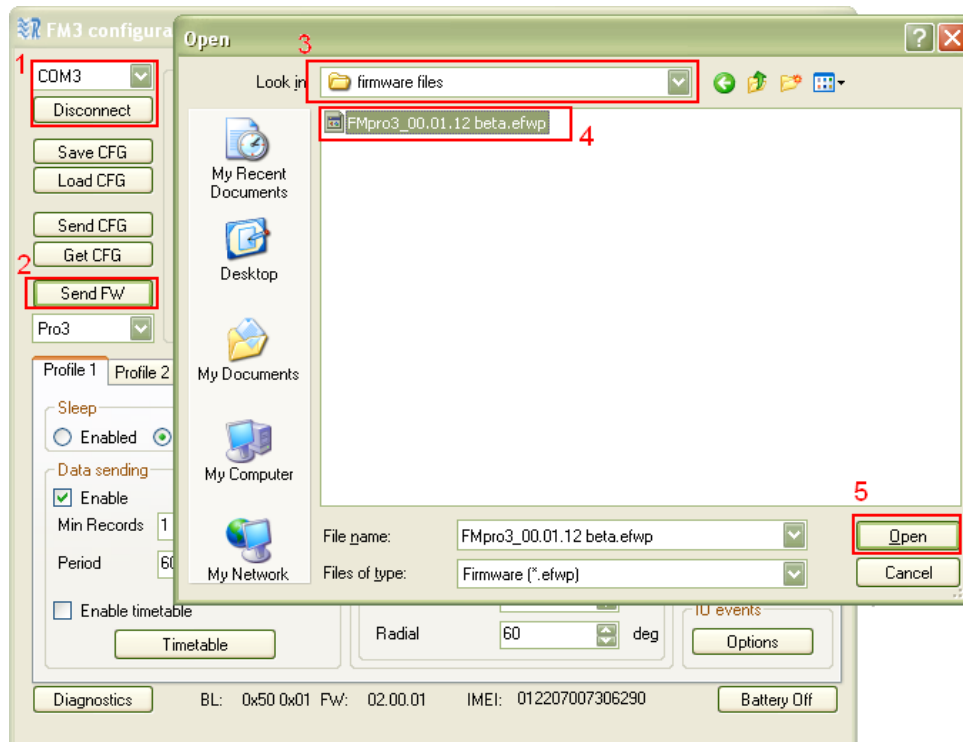 FM3 configura
Open
1
3
COM3
Look in
firmware files
Disconnect
FMpro3_00.01.12 beta.efwp
4
Save CFG
Load CFG
My Recent
Documents
Send CFG
Get CFG
2
Desktop
Send FW
Pro3
Profile 1
Profile 2
My Documents
Sleep
Enabled
Data sending
My Computer
Enable
5
Min Records
1
File name:
FMpro3_00.01.12 beta.efwp
Open
Period
60
My Network
Files of type:
Firmware (*.efwp)
Cancel
Enable timetable
IO events
Timetable
Radial
60
deg
Options
Diagnostics
BL: 0x50 0x01 FW: 02.00.01
IMEI: 012207007306290
Battery Off